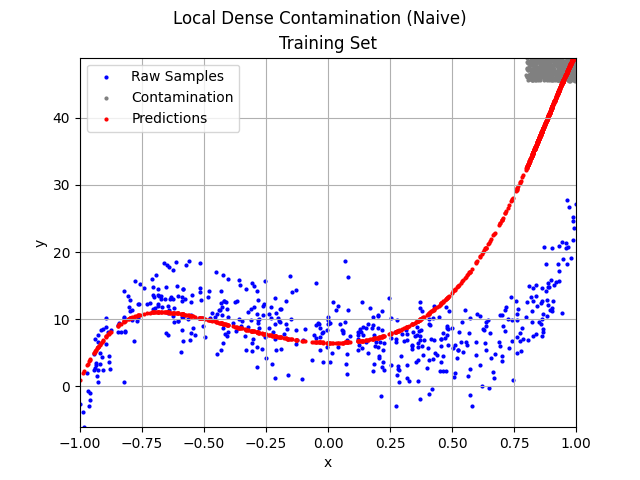 Local Dense Contamination (Naive)
Training Set
Raw Samples
Contamination
Predictions
y
40
30
20
10
0
−1.00 −0.75 −0.50 −0.25 0.00 0.25 0.50 0.75 1.00
x